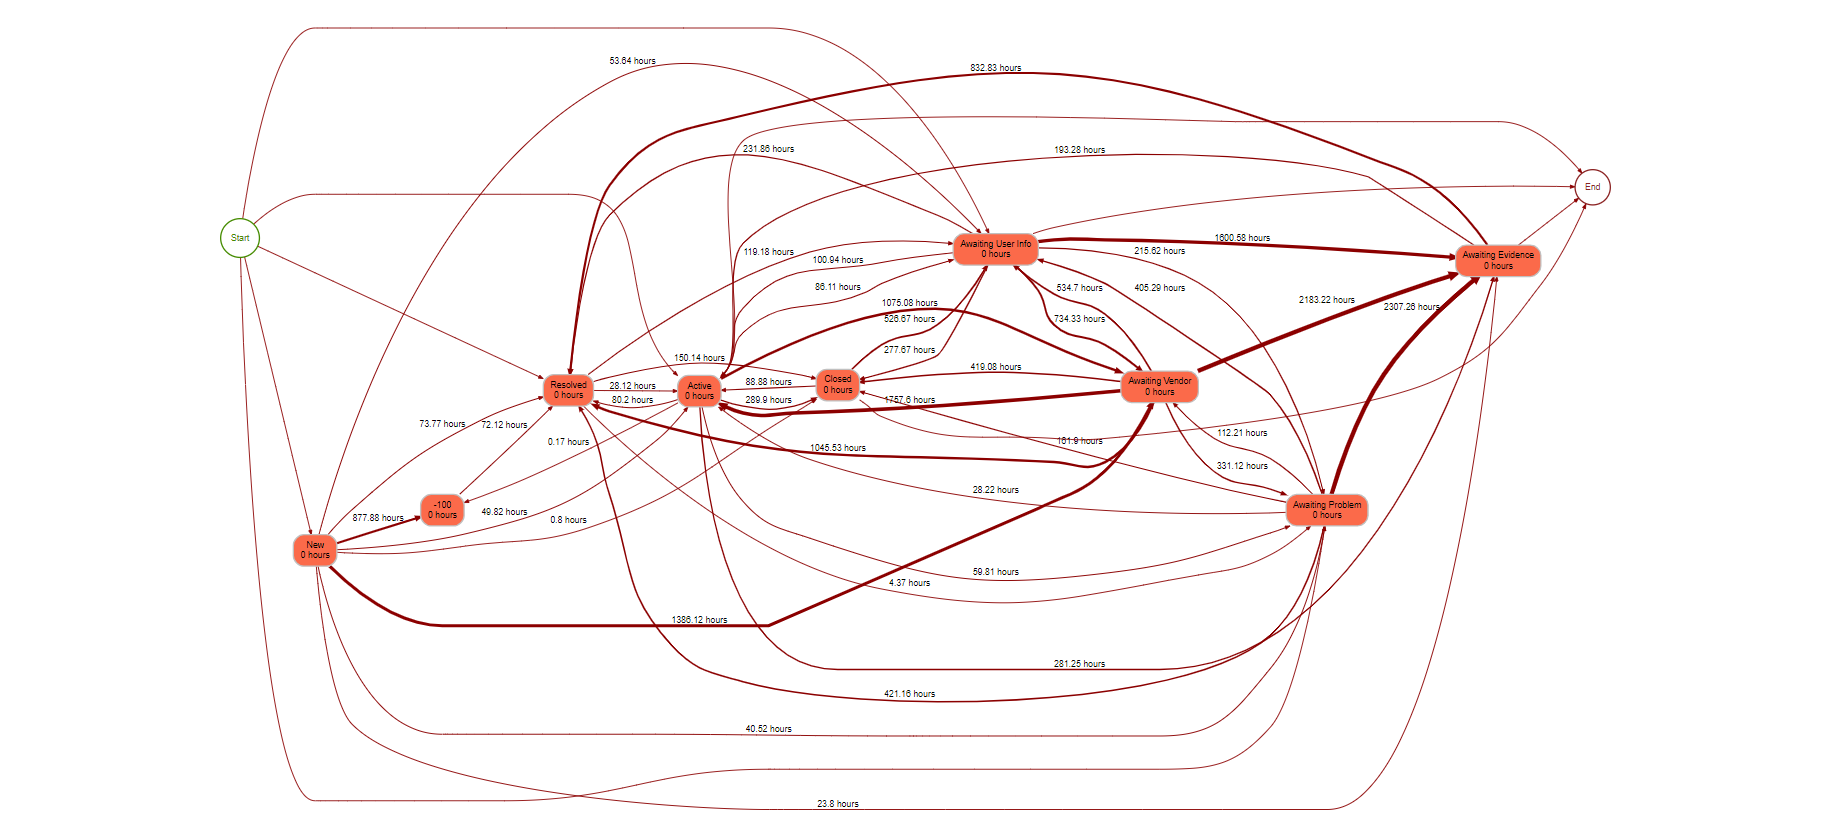 53.64 hours
832.83 hours
231.86 hours
193.28 hours
End
Start
1600.58 hours
Awaiting User Info
0 hours
119.18 hours
100.94 hours
215.62 hours
Awaiting Evidence
0 hours
86.11 hours
534.7 hours
405.29 hours
1075.08 hours
2183.22 hours
2307.26 hours
526.67 hours
734.33 hours
277.67 hours
150.14 hours
419.08 hours
Resolved
0 hours
28.12 hours
Active
0 hours
88.88 hours
Closed
0 hours
Awaiting Vendor
0 hours
80.2 hours
289.9 hours
1757.6 hours
73.77 hours
72.12 hours
0.17 hours
1045.53 hours
161.9 hours
112.21 hours
331.12 hours
28.22 hours
-100
0 hours
877.88 hours
49.82 hours
0.8 hours
Awaiting Problem
0 hours
New
0 hours
59.81 hours
4.37 hours
1386.12 hours
281.25 hours
421.16 hours
40.52 hours
23.8 hours